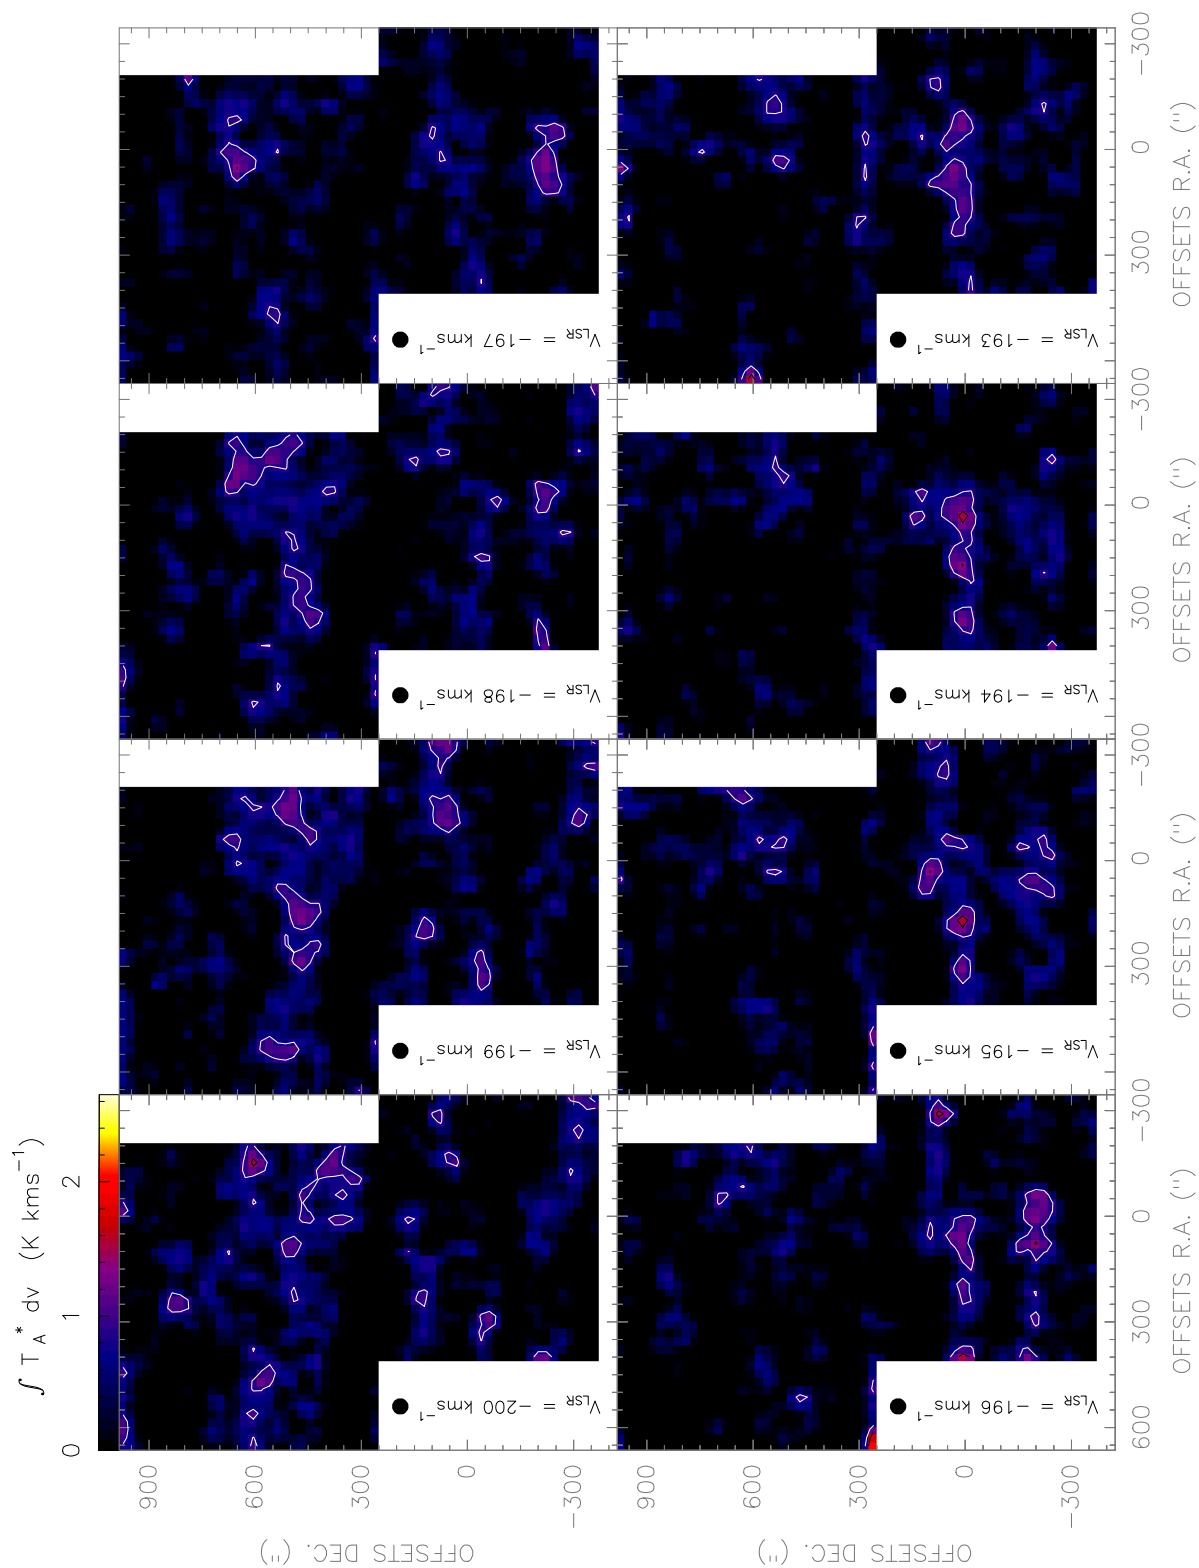 ∫ T_A^* dv (K kms⁻¹)
0 1 2
OFFSETS DEC. (")
900
600
300
0
−300
V_LSR = −200 kms⁻¹
V_LSR = −199 kms⁻¹
V_LSR = −198 kms⁻¹
V_LSR = −197 kms⁻¹
OFFSETS DEC. (")
900
600
300
0
−300
V_LSR = −196 kms⁻¹
V_LSR = −195 kms⁻¹
V_LSR = −194 kms⁻¹
V_LSR = −193 kms⁻¹
600 300 0 −300 300 0 −300 300 0 −300 300 0 −300
OFFSETS R.A. (") OFFSETS R.A. (") OFFSETS R.A. (") OFFSETS R.A. (")